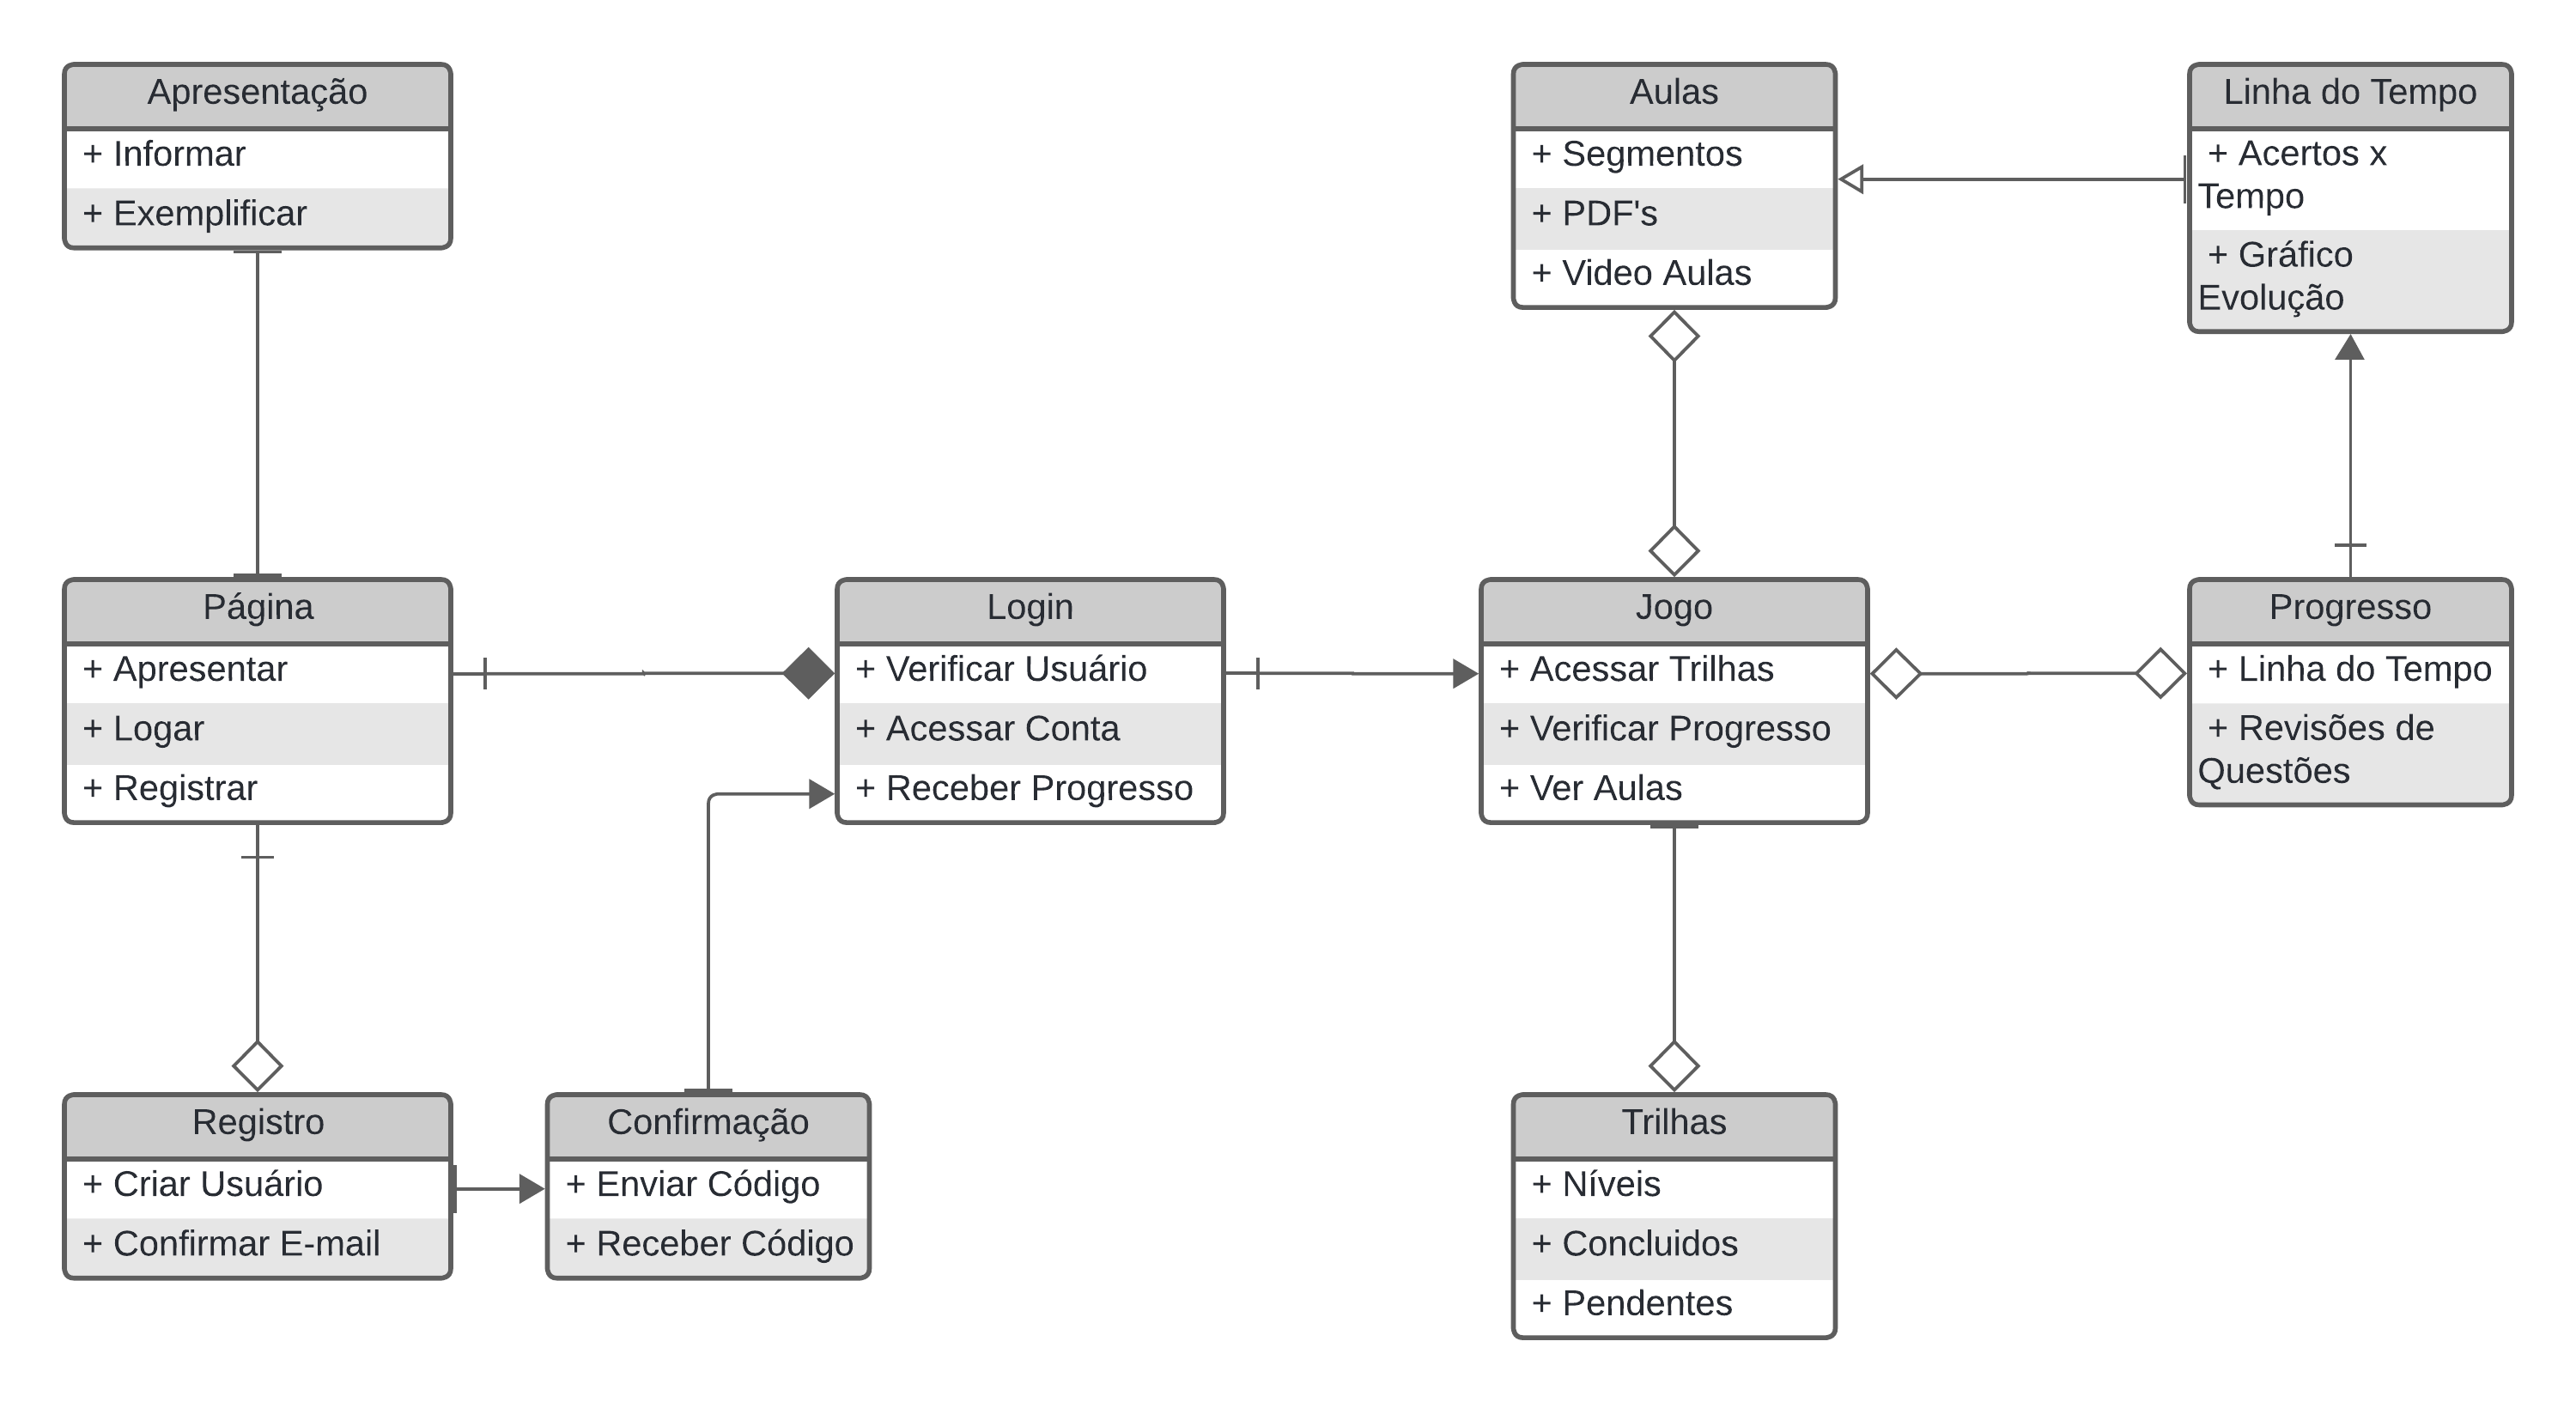 Apresentação
+ Informar
+ Exemplificar
Aulas
+ Segmentos
+ PDF's
+ Video Aulas
Linha do Tempo
+ Acertos x
Tempo
+ Gráfico
Evolução
Página
+ Apresentar
+ Logar
+ Registrar
Login
+ Verificar Usuário
+ Acessar Conta
+ Receber Progresso
Jogo
+ Acessar Trilhas
+ Verificar Progresso
+ Ver Aulas
Progresso
+ Linha do Tempo
+ Revisões de
Questões
Registro
+ Criar Usuário
+ Confirmar E-mail
Confirmação
+ Enviar Código
+ Receber Código
Trilhas
+ Níveis
+ Concluidos
+ Pendentes